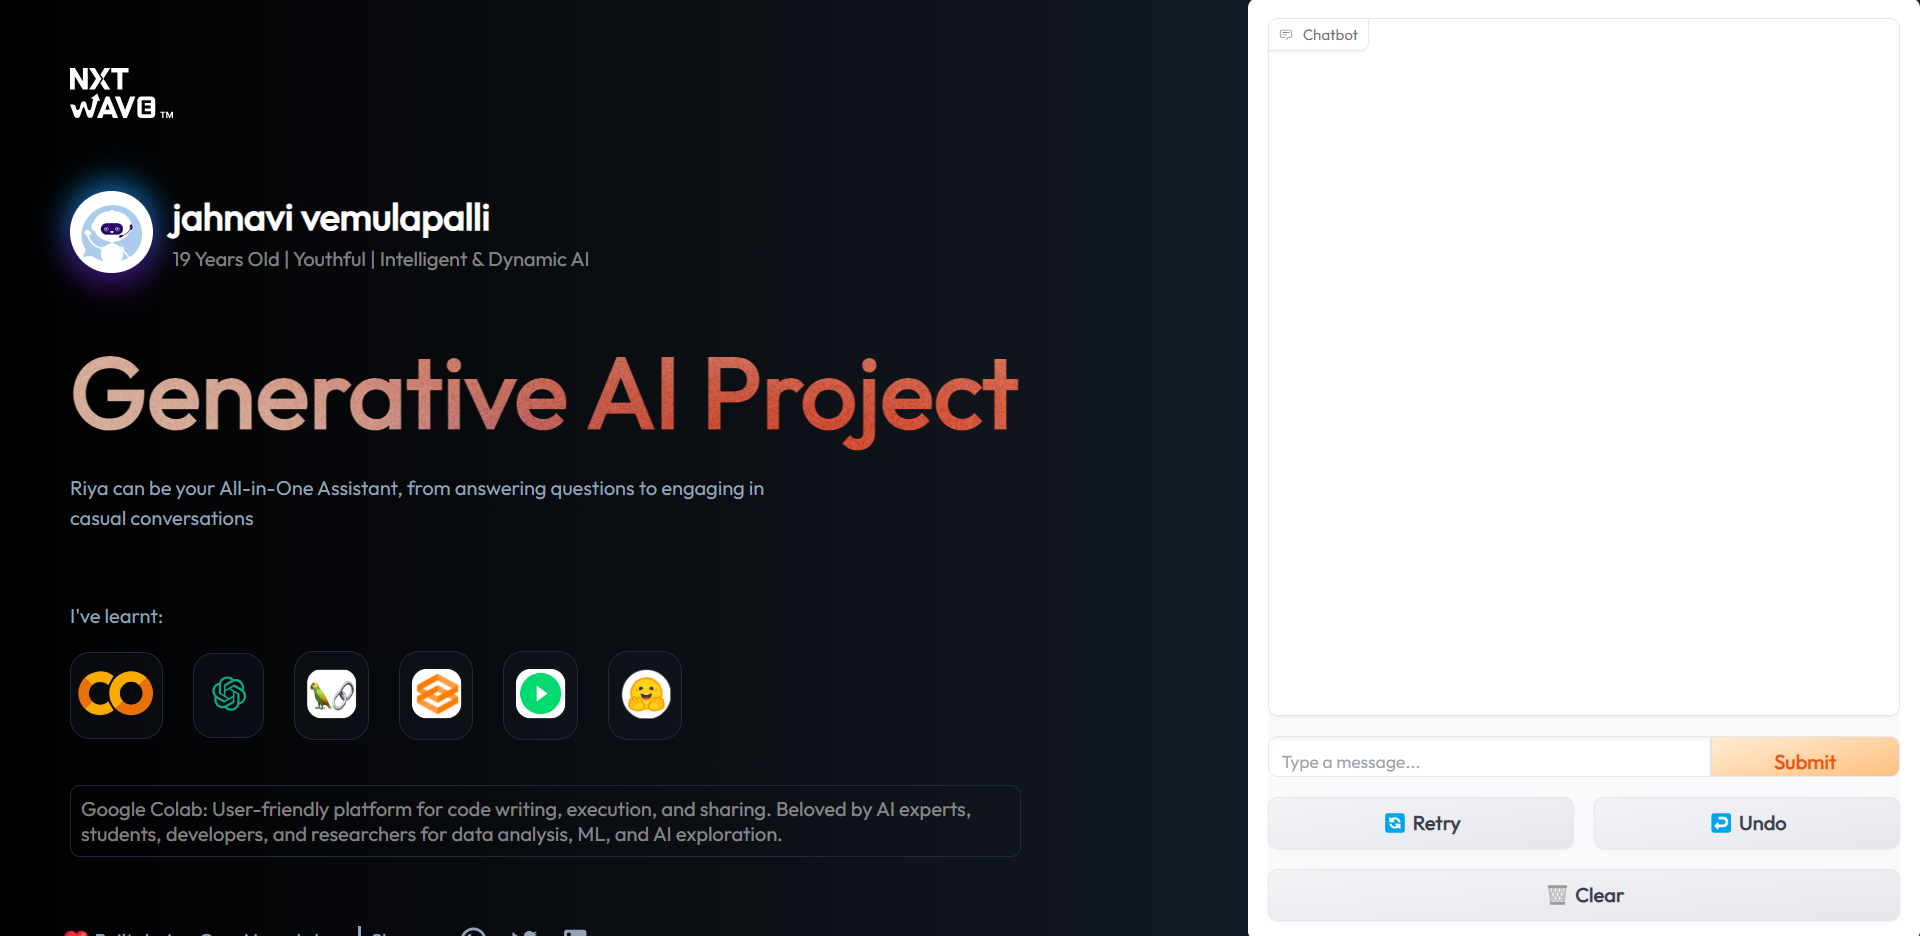 NXT
WAVE TM
jahnavi vemulapalli
19 Years Old | Youthful | Intelligent & Dynamic AI
Generative AI Project
Riya can be your All-in-One Assistant, from answering questions to engaging in
casual conversations
I've learnt:
Google Colab: User-friendly platform for code writing, execution, and sharing. Beloved by AI experts,
students, developers, and researchers for data analysis, ML, and AI exploration.
Chatbot
Type a message...
Submit
Retry
Undo
Clear